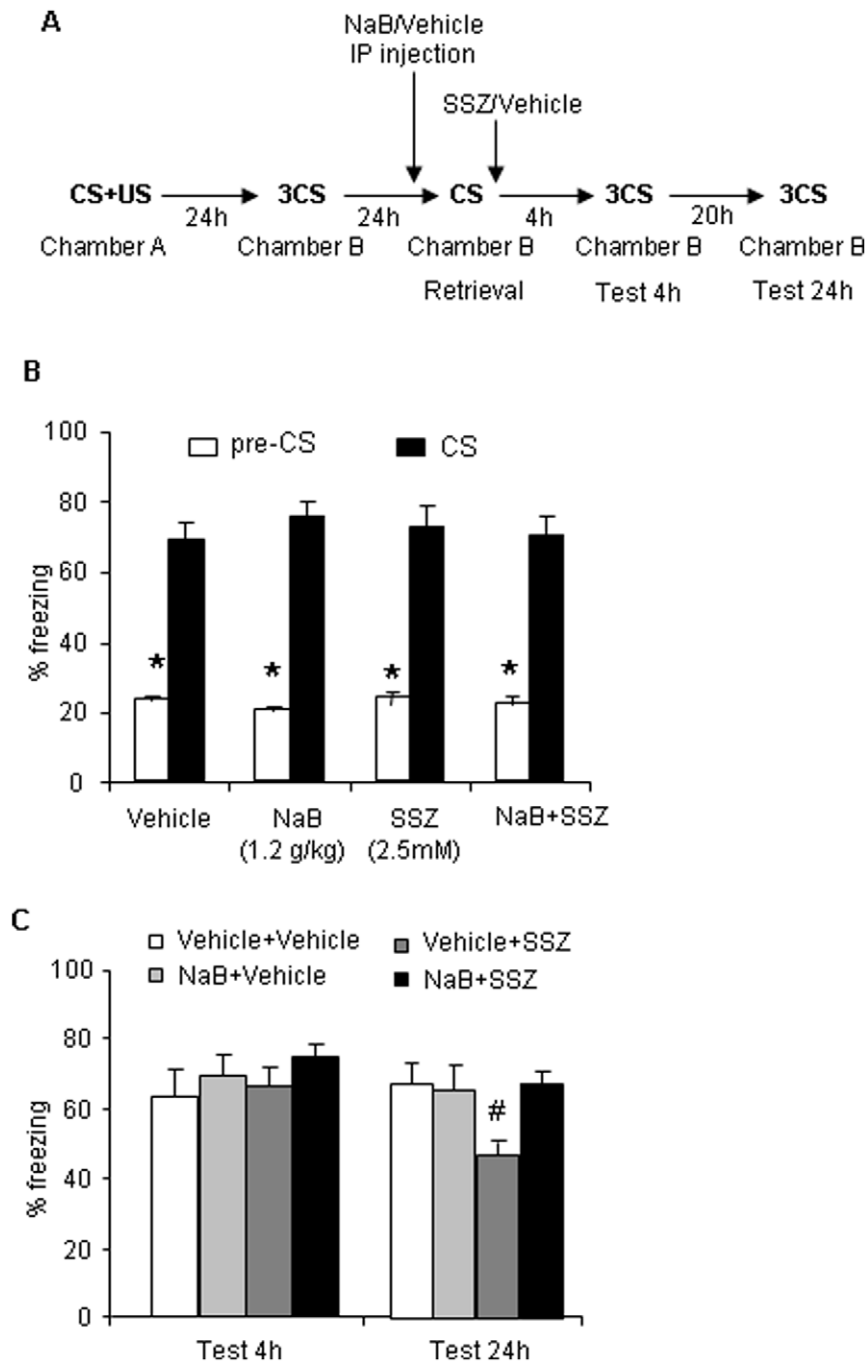 A
NaB/Vehicle
IP injection
SSZ/Vehicle
CS+US 3CS CS 3CS 3CS
24h 24h 4h 20h
Chamber A Chamber B Chamber B Chamber B Chamber B
Retrieval Test 4h Test 24h
B
100
pre-CS CS
80
60
40
20
0
% freezing
* * * *
Vehicle NaB SSZ NaB+SSZ
(1.2 g/kg) (2.5mM)
C
Vehicle+Vehicle Vehicle+SSZ
NaB+Vehicle NaB+SSZ
100
80
60
40
20
0
% freezing
#
Test 4h Test 24h